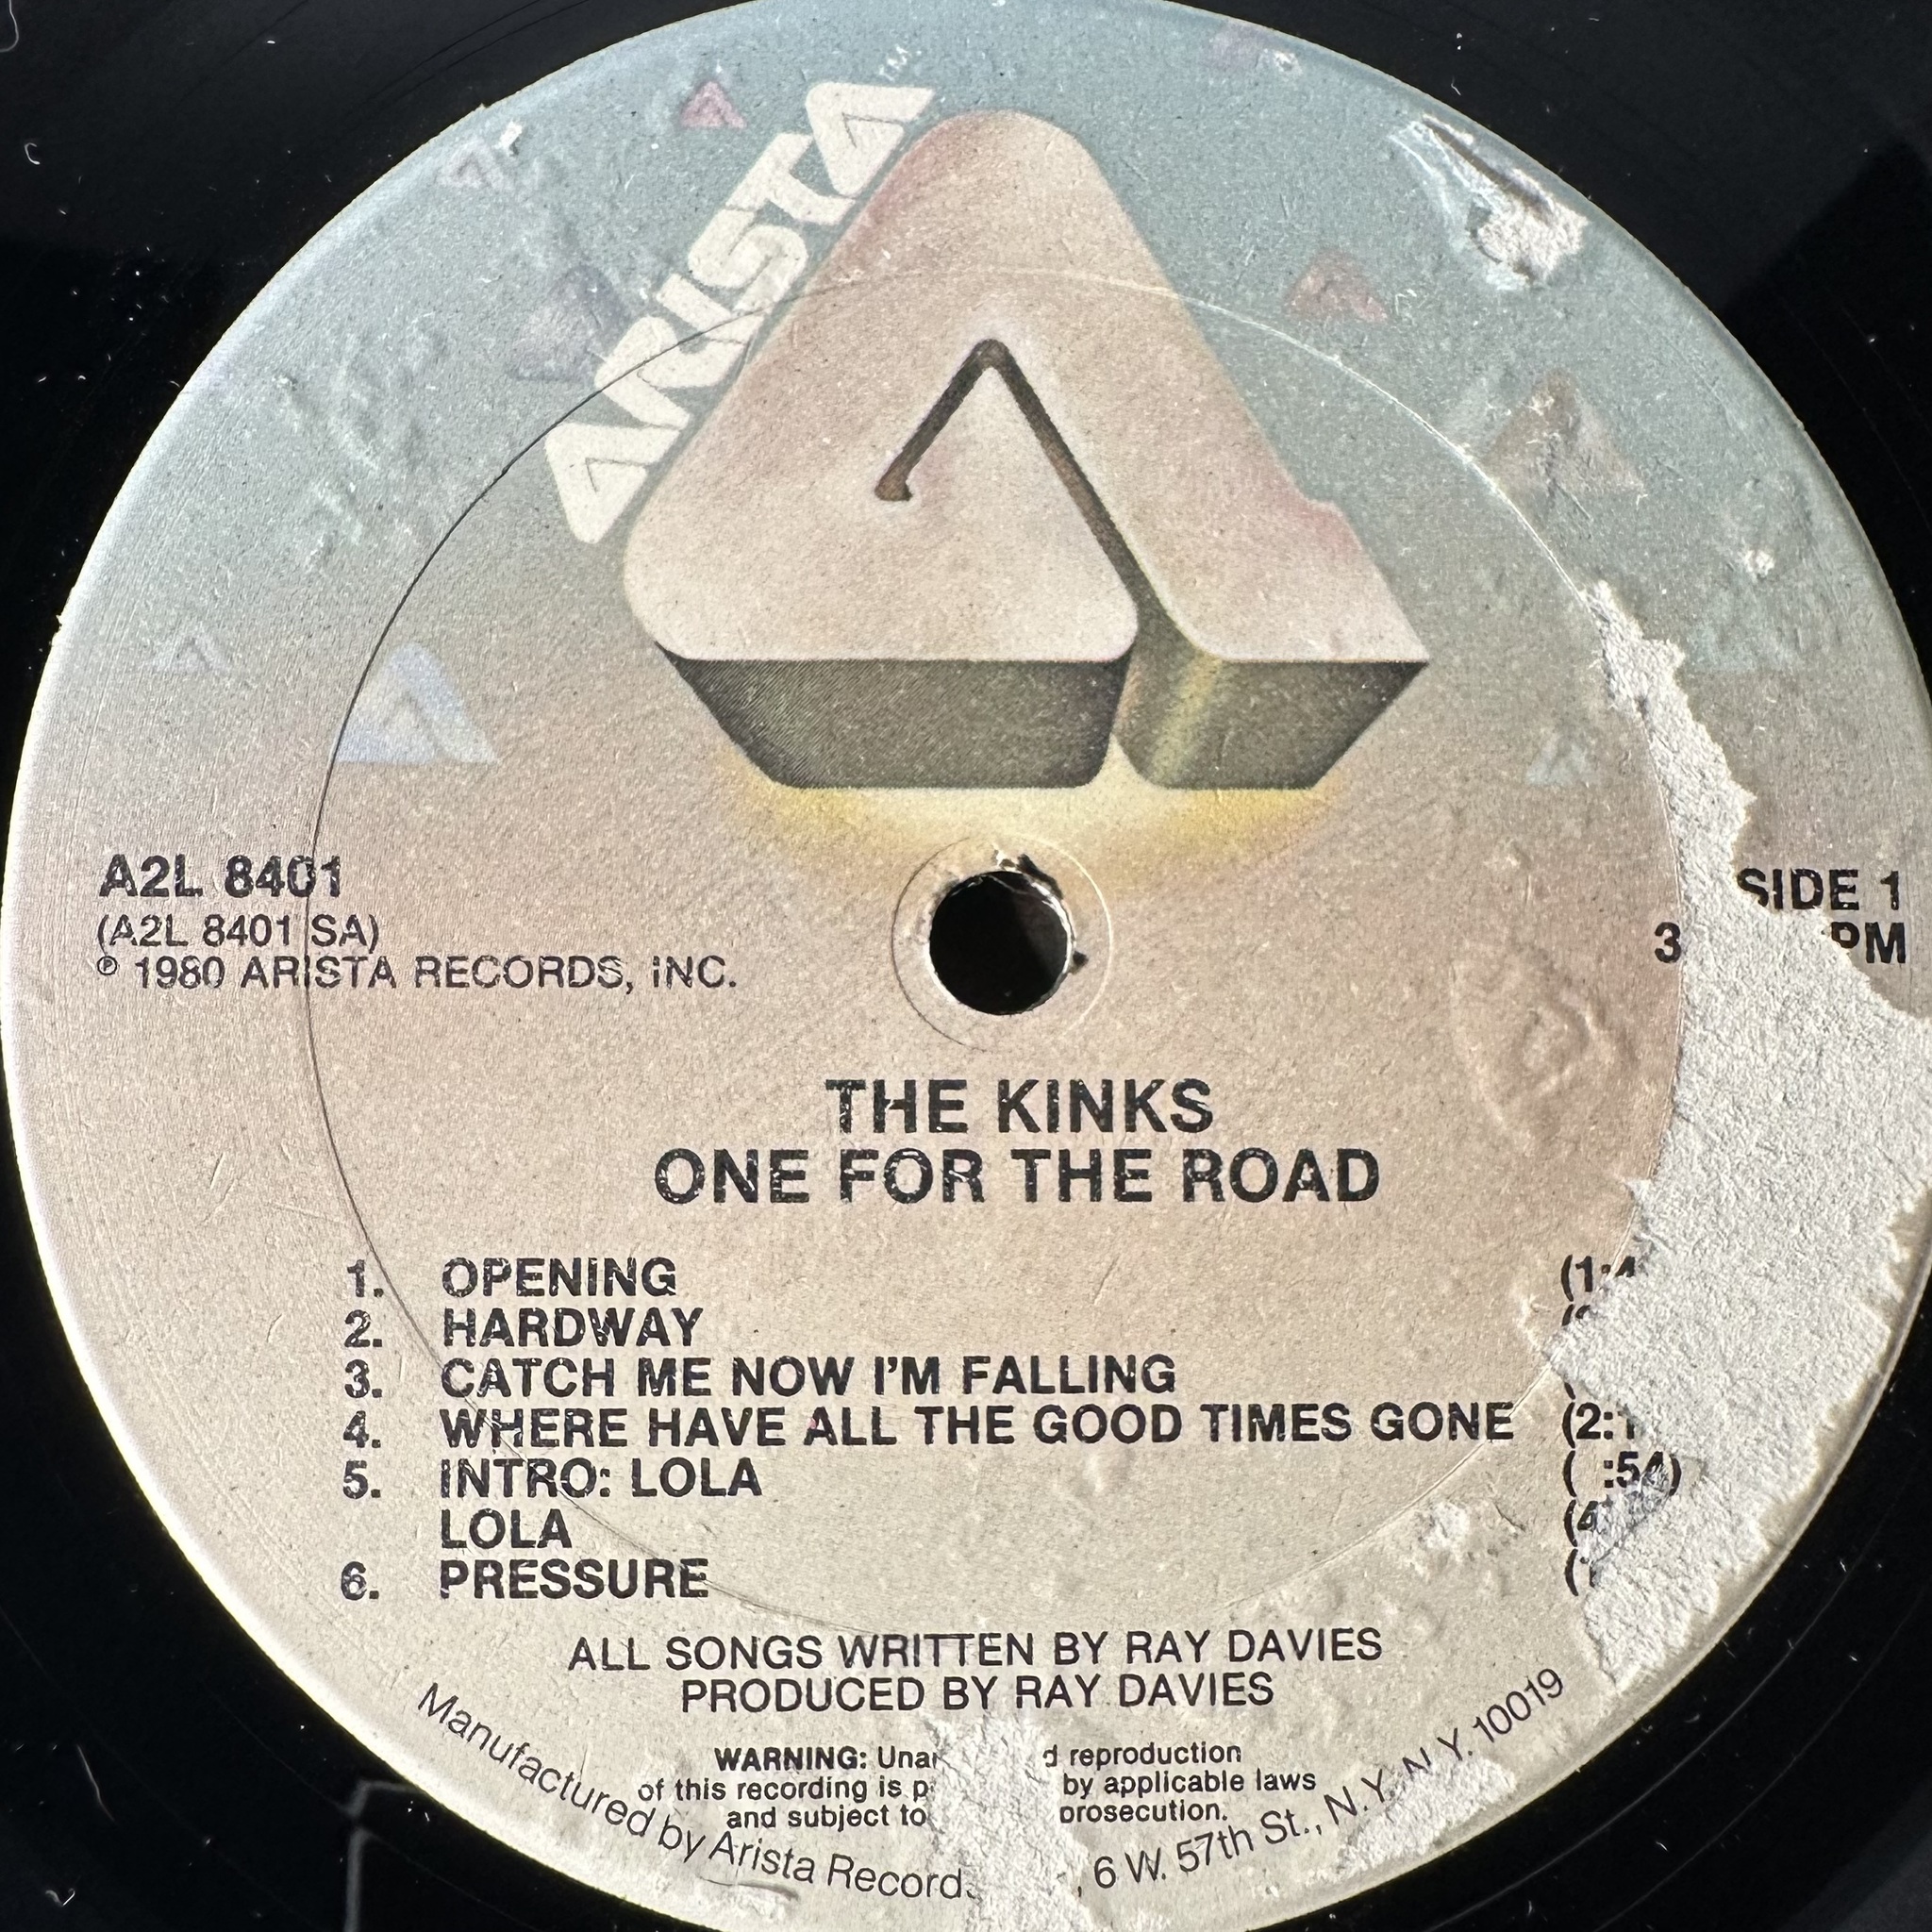 ARISTA™
A2L 8401
(A2L 8401 SA)
℗ 1980 ARISTA RECORDS, INC.
SIDE 1
THE KINKS
ONE FOR THE ROAD
1. OPENING
2. HARDWAY
3. CATCH ME NOW I'M FALLING
4. WHERE HAVE ALL THE GOOD TIMES GONE
5. INTRO: LOLA ( :54)
LOLA
6. PRESSURE
ALL SONGS WRITTEN BY RAY DAVIES
PRODUCED BY RAY DAVIES
WARNING: reproduction
of this recording is by applicable laws
and subject to prosecution.
Manufactured by Arista 6 W. 57th St., N.Y. N.Y. 10019